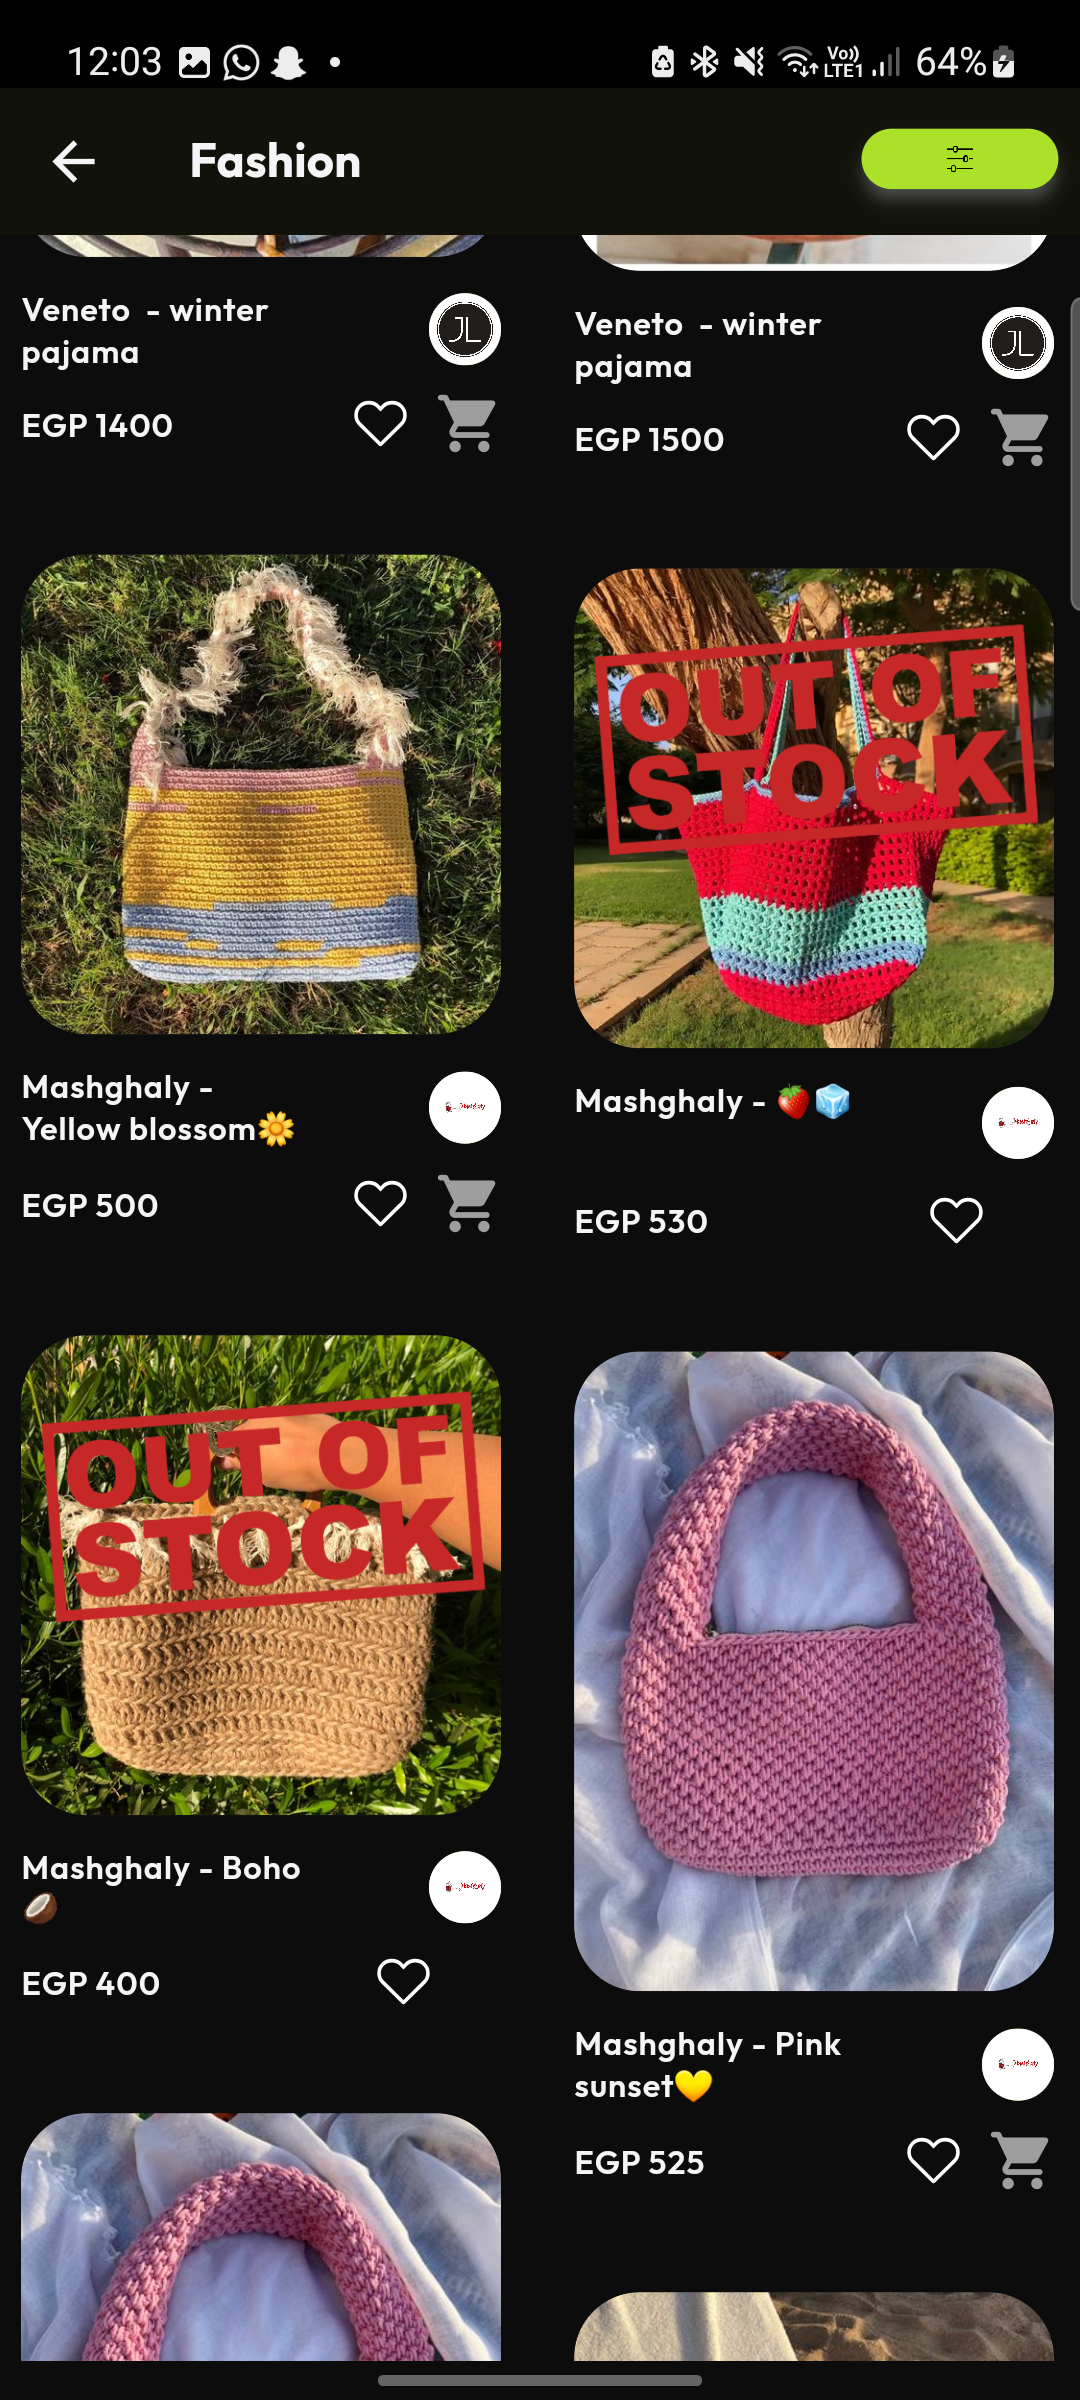 12:03
Vo))
LTE1
64%
Fashion
Veneto - winter
pajama
JL
EGP 1400
Veneto - winter
pajama
JL
EGP 1500
OUT OF
STOCK
Mashghaly -
Yellow blossom🌼
EGP 500
Mashghaly - 🍓🧊
EGP 530
OUT OF
STOCK
Mashghaly - Boho
🥥
EGP 400
Mashghaly - Pink
sunset💛
EGP 525